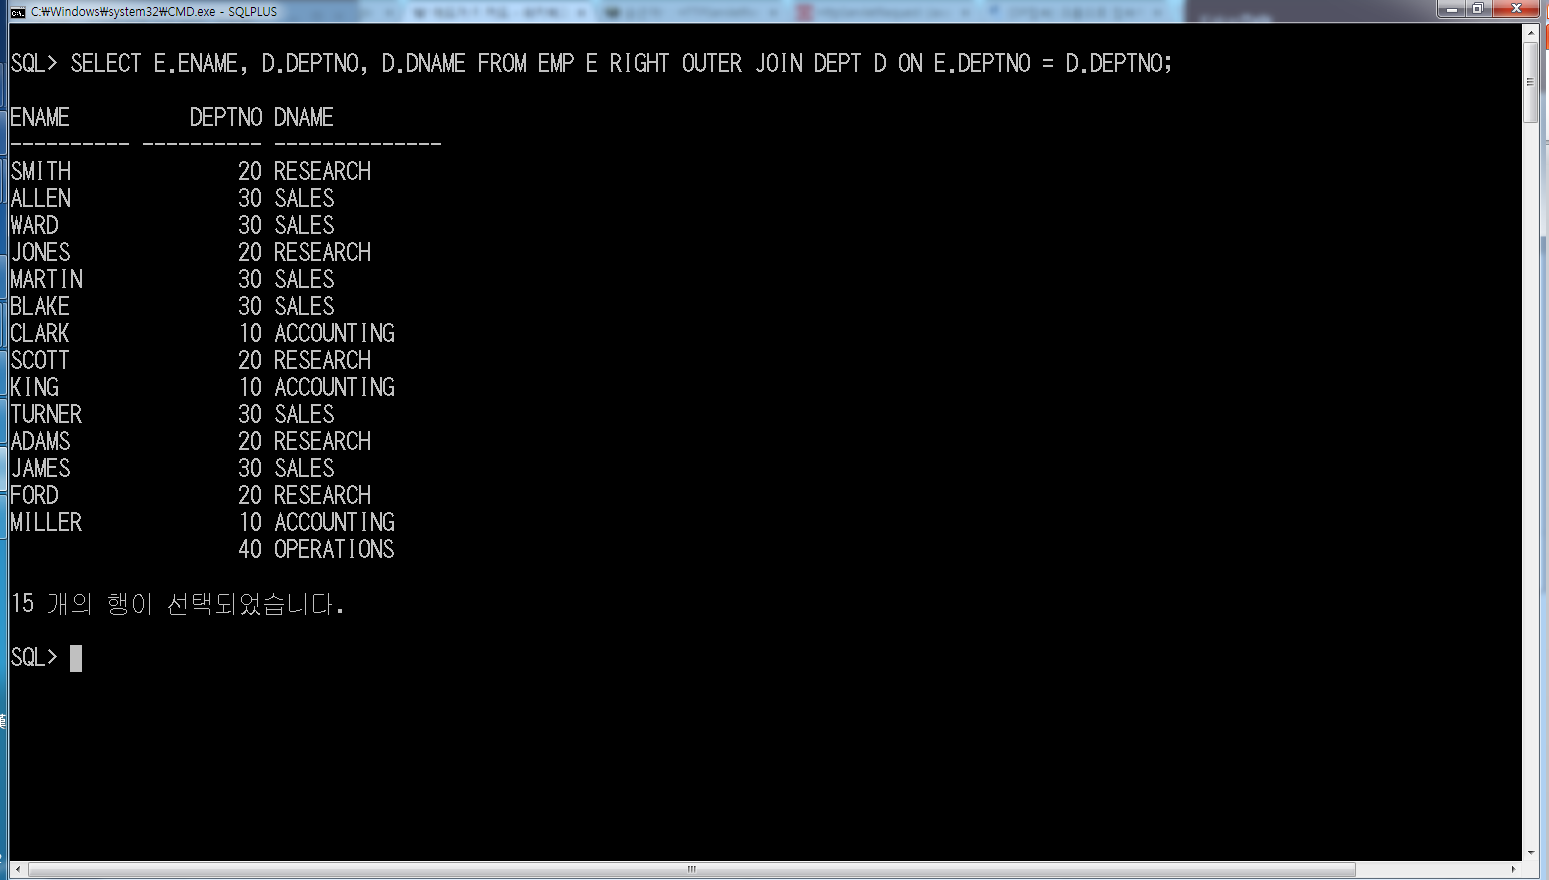 C:₩Windows₩system32₩CMD.exe - SQLPLUS
SQL> SELECT E.ENAME, D.DEPTNO, D.DNAME FROM EMP E RIGHT OUTER JOIN DEPT D ON E.DEPTNO = D.DEPTNO;
ENAME          DEPTNO DNAME
---------- ---------- --------------
SMITH              20 RESEARCH
ALLEN              30 SALES
WARD               30 SALES
JONES              20 RESEARCH
MARTIN             30 SALES
BLAKE              30 SALES
CLARK              10 ACCOUNTING
SCOTT              20 RESEARCH
KING               10 ACCOUNTING
TURNER             30 SALES
ADAMS              20 RESEARCH
JAMES              30 SALES
FORD               20 RESEARCH
MILLER             10 ACCOUNTING
                   40 OPERATIONS
15 개의 행이 선택되었습니다.
SQL>